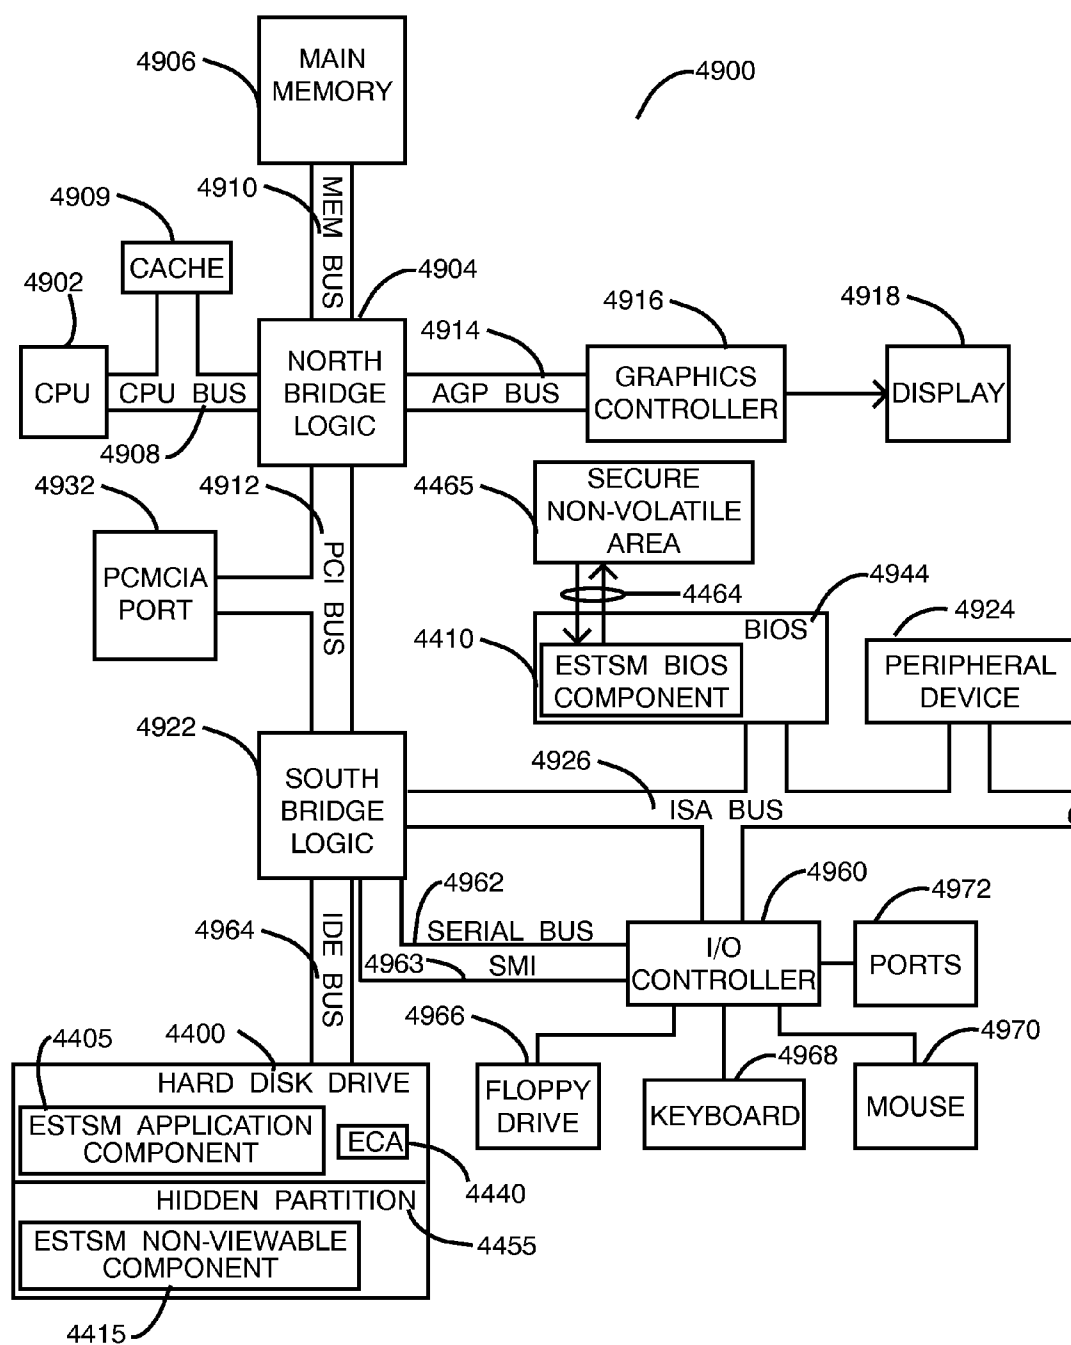 4906
MAIN
MEMORY
4900
4910
MEM BUS
4909
CACHE
4902
4904
4916
4918
4914
CPU
CPU BUS
NORTH
BRIDGE
LOGIC
AGP BUS
GRAPHICS
CONTROLLER
DISPLAY
4908
4932
4912
4465
SECURE
NON-VOLATILE
AREA
PCMCIA
PORT
PCI BUS
4464
4944
4924
4410
BIOS
ESTSM BIOS
COMPONENT
PERIPHERAL
DEVICE
4922
4926
SOUTH
BRIDGE
LOGIC
ISA BUS
4960
4972
4962
4964
IDE BUS
SERIAL BUS
4963
SMI
I/O
CONTROLLER
PORTS
4966
4970
4968
4405
4400
HARD DISK DRIVE
FLOPPY
DRIVE
KEYBOARD
MOUSE
ESTSM APPLICATION
COMPONENT
ECA
4440
HIDDEN PARTITION
4455
ESTSM NON-VIEWABLE
COMPONENT
4415